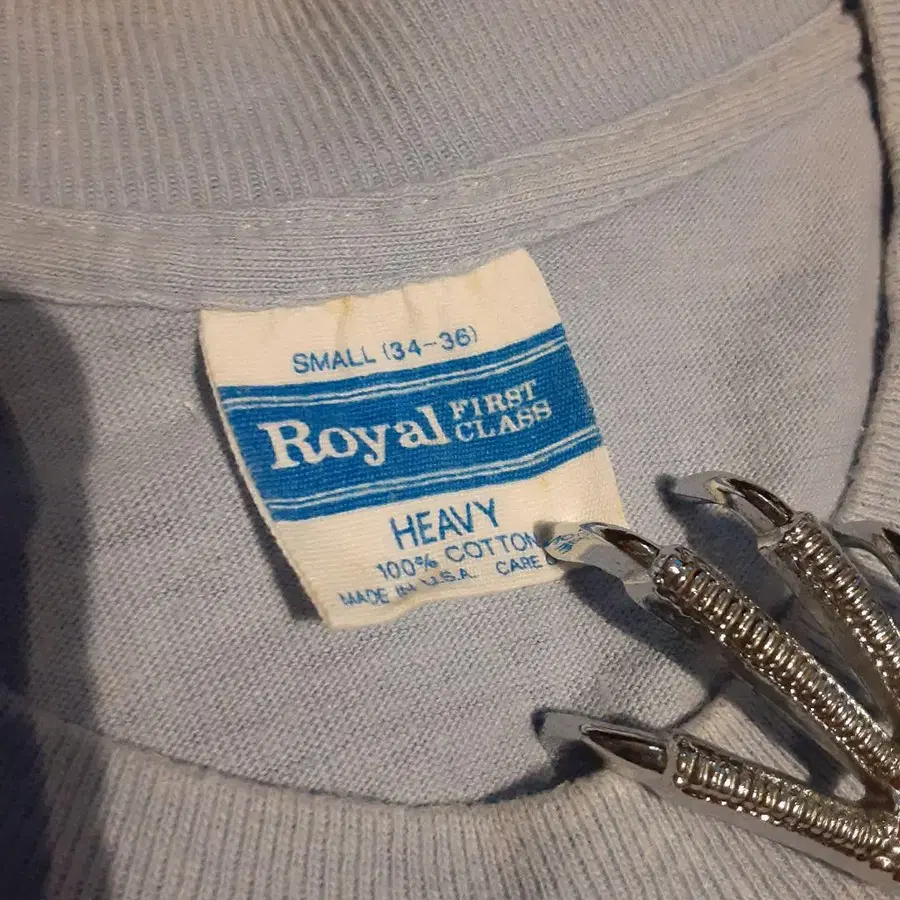 SMALL (34-36)
Royal FIRST CLASS
HEAVY
100% COTTON
MADE IN U.S.A. CARE